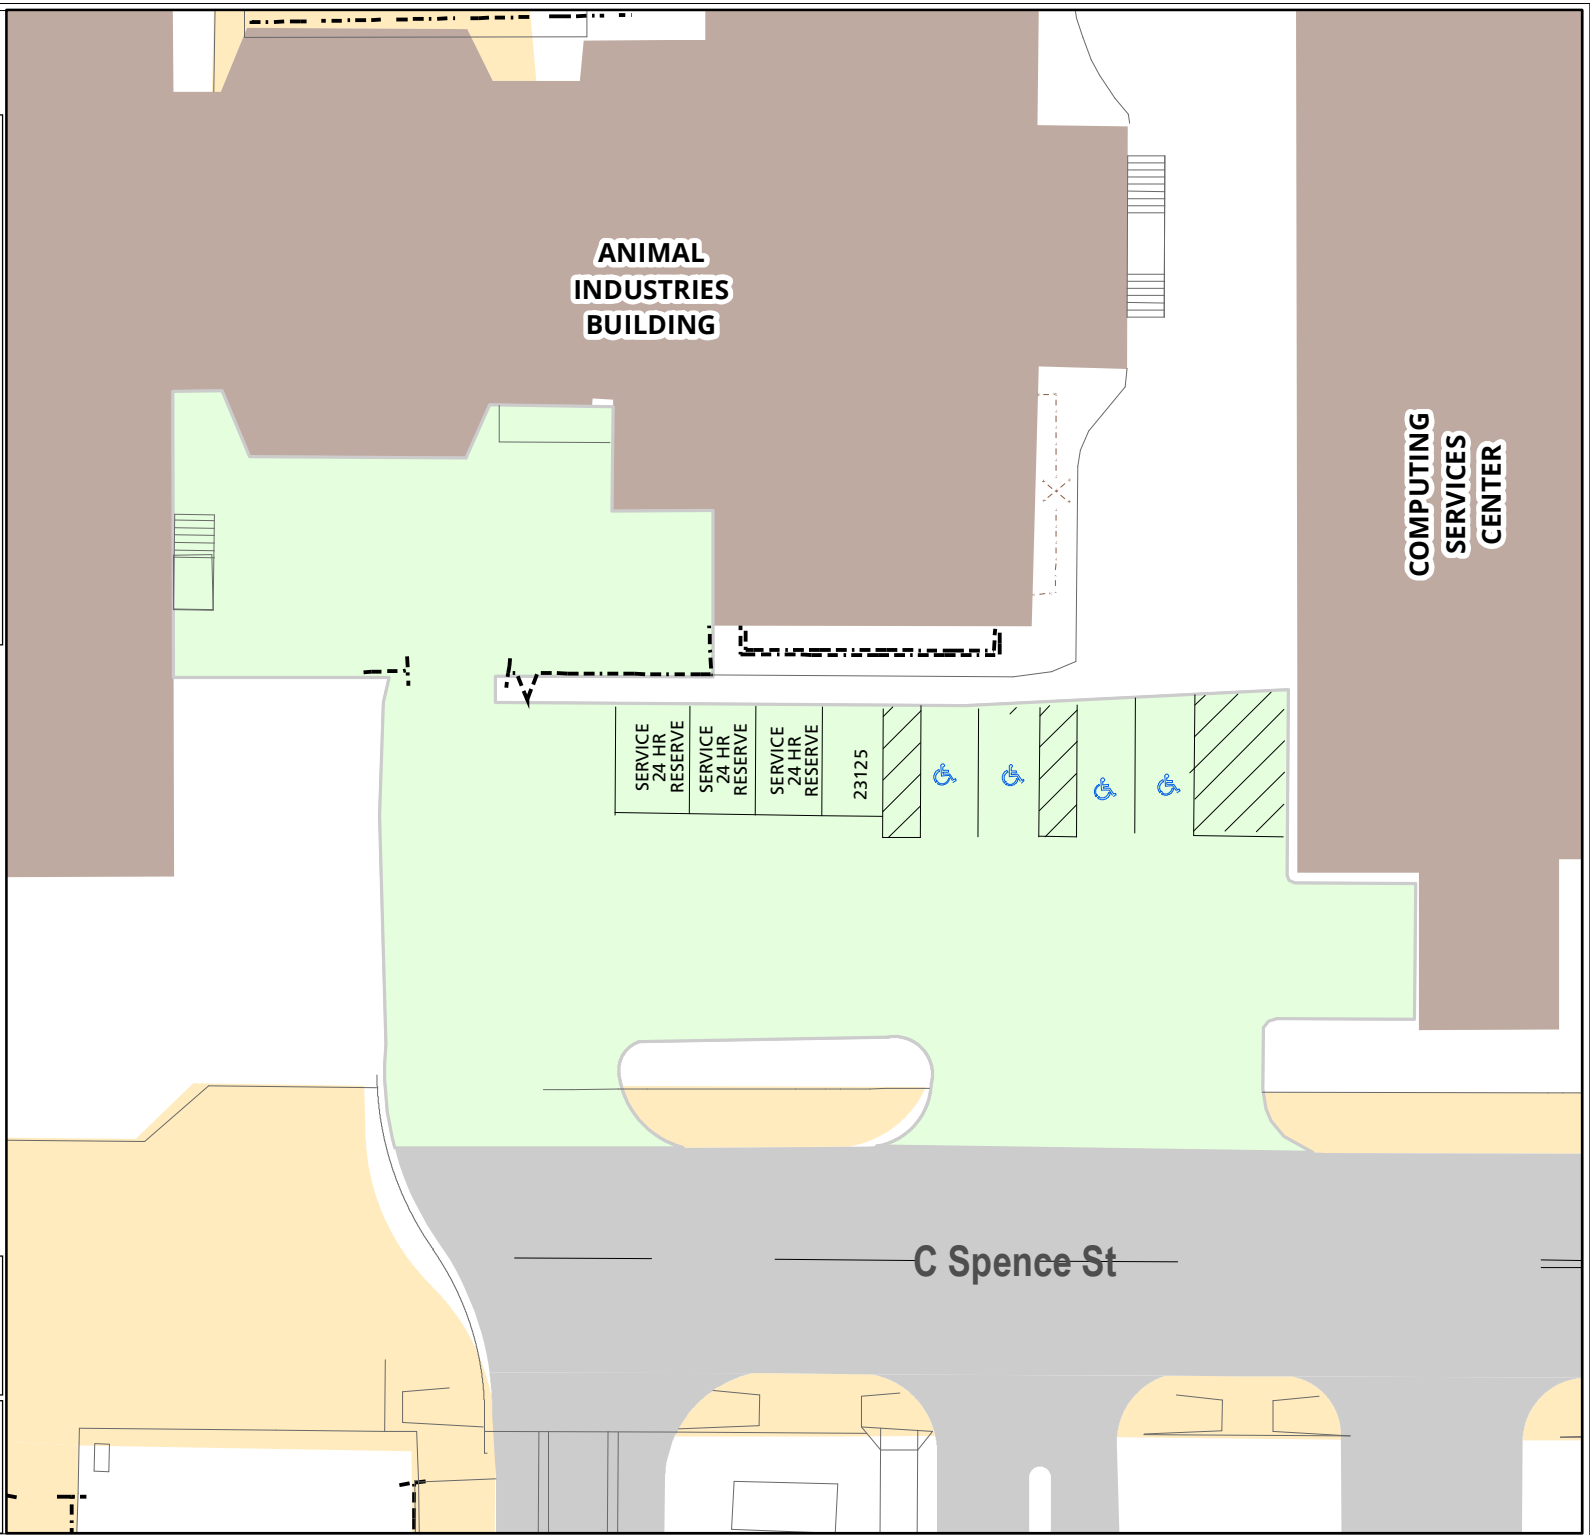 ANIMAL
INDUSTRIES
BUILDING
COMPUTING
SERVICES
CENTER
SERVICE
24 HR
RESERVE
SERVICE
24 HR
RESERVE
SERVICE
24 HR
RESERVE
23125
C Spence St